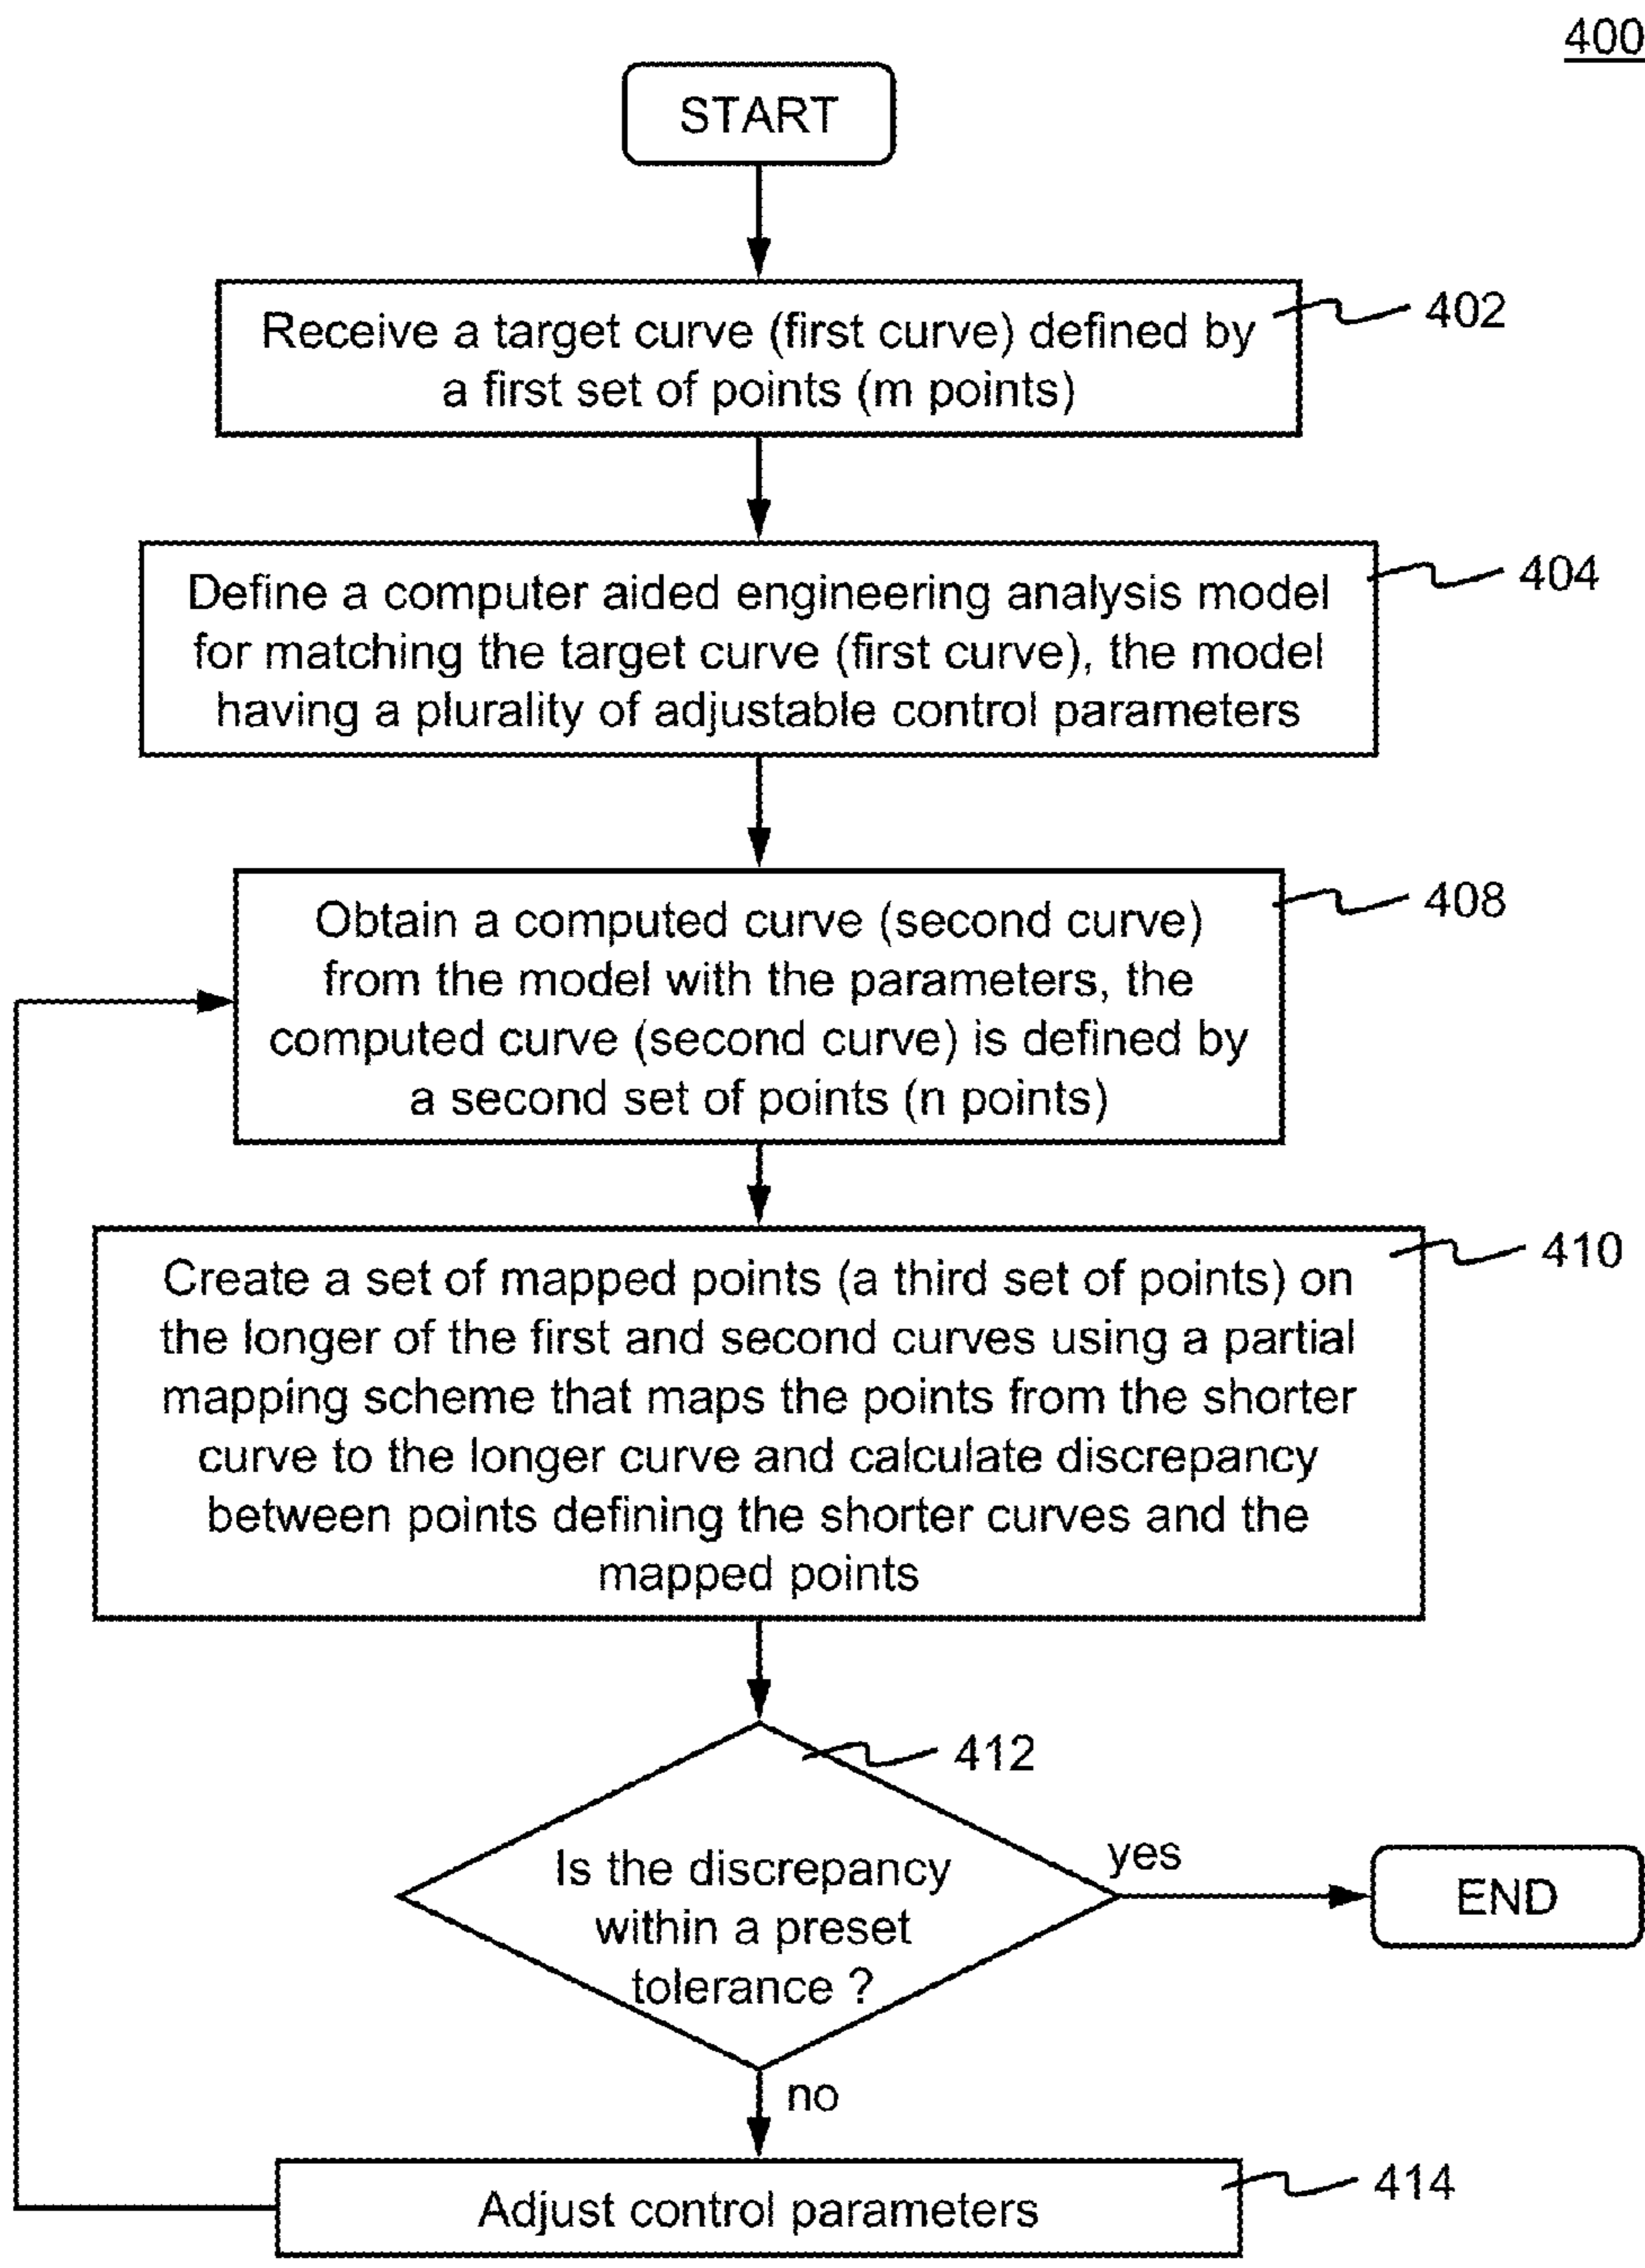 400
START
Receive a target curve (first curve) defined by
a first set of points (m points)
402
Define a computer aided engineering analysis model
for matching the target curve (first curve), the model
having a plurality of adjustable control parameters
404
Obtain a computed curve (second curve)
from the model with the parameters, the
computed curve (second curve) is defined by
a second set of points (n points)
408
Create a set of mapped points (a third set of points) on
the longer of the first and second curves using a partial
mapping scheme that maps the points from the shorter
curve to the longer curve and calculate discrepancy
between points defining the shorter curves and the
mapped points
410
412
Is the discrepancy
within a preset
tolerance ?
yes
END
no
Adjust control parameters
414